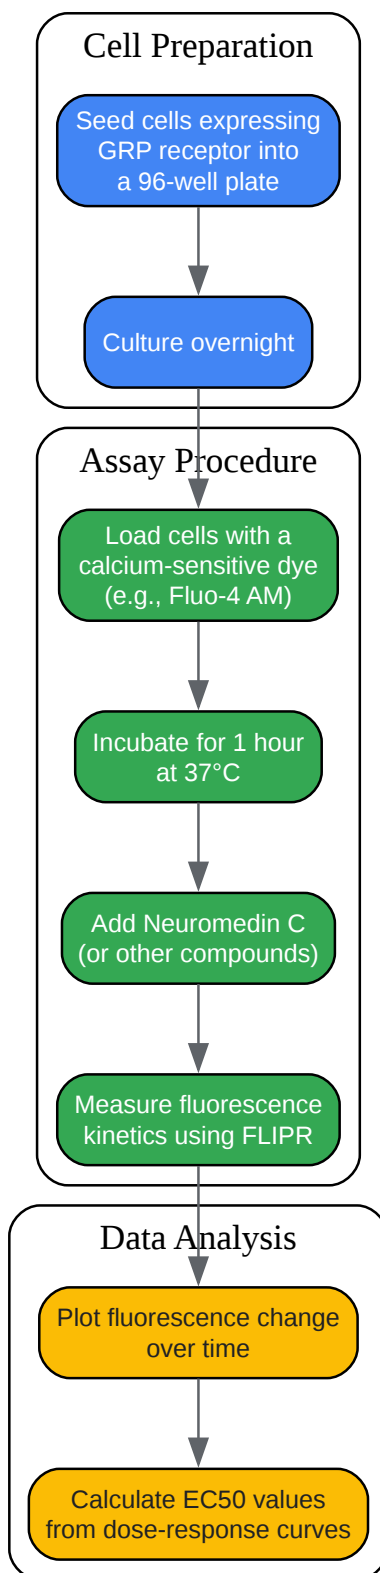 Cell Preparation
Seed cells expressing
GRP receptor into
a 96-well plate
Culture overnight
Assay Procedure
Load cells with a
calcium-sensitive dye
(e.g., Fluo-4 AM)
Incubate for 1 hour
at 37°C
Add Neuromedin C
(or other compounds)
Measure fluorescence
kinetics using FLIPR
Data Analysis
Plot fluorescence change
over time
Calculate EC50 values
from dose-response curves